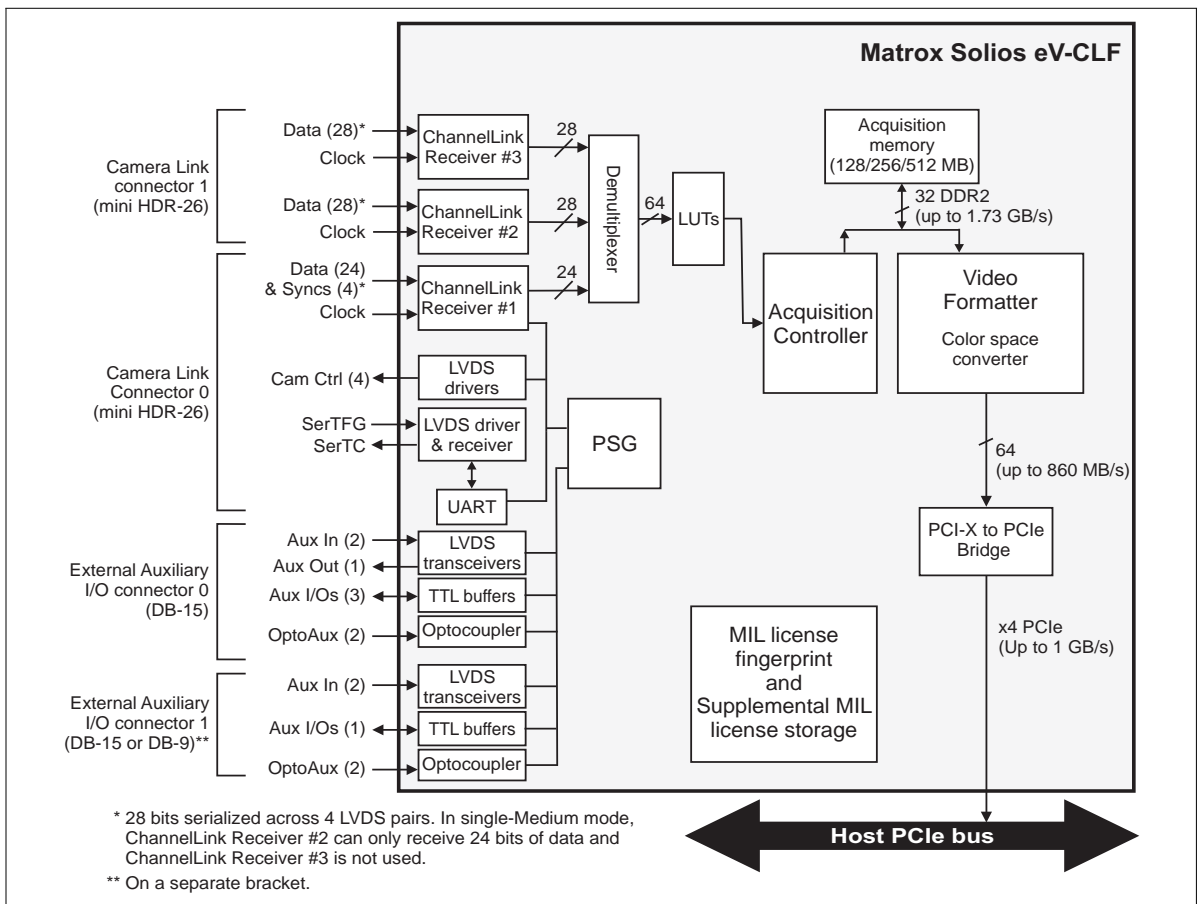 Matrox Solios eV-CLF
Camera Link
connector 1
(mini HDR-26)
Data (28)*
Clock
ChannelLink
Receiver #3
28
Data (28)*
Clock
ChannelLink
Receiver #2
28
Data (24)
& Syncs (4)*
Clock
ChannelLink
Receiver #1
24
Demultiplexer
64
LUTs
Acquisition
memory
(128/256/512 MB)
32 DDR2
(up to 1.73 GB/s)
Acquisition
Controller
Video
Formatter
Color space
converter
Camera Link
Connector 0
(mini HDR-26)
Cam Ctrl (4)
LVDS
drivers
SerTFG
SerTC
LVDS driver
& receiver
UART
PSG
64
(up to 860 MB/s)
PCI-X to PCIe
Bridge
x4 PCIe
(Up to 1 GB/s)
External Auxiliary
I/O connector 0
(DB-15)
Aux In (2)
Aux Out (1)
LVDS
transceivers
Aux I/Os (3)
TTL buffers
OptoAux (2)
Optocoupler
External Auxiliary
I/O connector 1
(DB-15 or DB-9)**
Aux In (2)
LVDS
transceivers
Aux I/Os (1)
TTL buffers
OptoAux (2)
Optocoupler
MIL license
fingerprint
and
Supplemental MIL
license storage
Host PCIe bus
* 28 bits serialized across 4 LVDS pairs. In single-Medium mode,
ChannelLink Receiver #2 can only receive 24 bits of data and
ChannelLink Receiver #3 is not used.
** On a separate bracket.